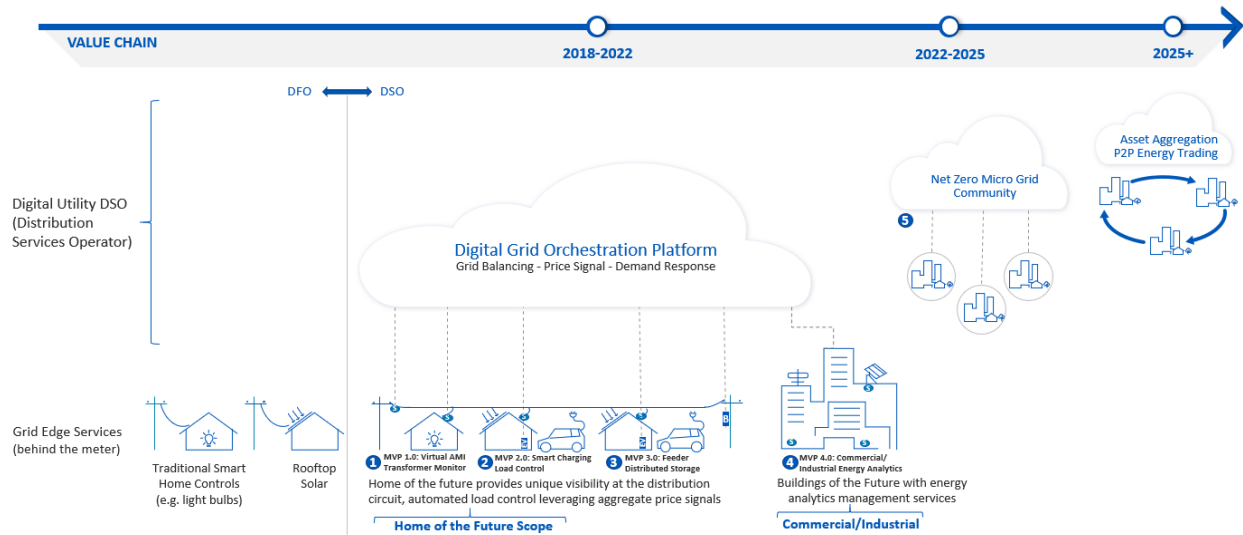 VALUE CHAIN
2018-2022
2022-2025
2025+
DFO
DSO
Digital Utility DSO
(Distribution
Services Operator)
Digital Grid Orchestration Platform
Grid Balancing - Price Signal - Demand Response
Net Zero Micro Grid
Community
5
Asset Aggregation
P2P Energy Trading
Grid Edge Services
(behind the meter)
Traditional Smart
Home Controls
(e.g. light bulbs)
Rooftop
Solar
S
S
S
S
EV
EV
1 MVP 1.0: Virtual AMI
Transformer Monitor
2 MVP 2.0: Smart Charging
Load Control
3 MVP 3.0: Feeder
Distributed Storage
Home of the future provides unique visibility at the distribution
circuit, automated load control leveraging aggregate price signals
Home of the Future Scope
S
S
S
4 MVP 4.0: Commercial/
Industrial Energy Analytics
Buildings of the Future with energy
analytics management services
Commercial/Industrial